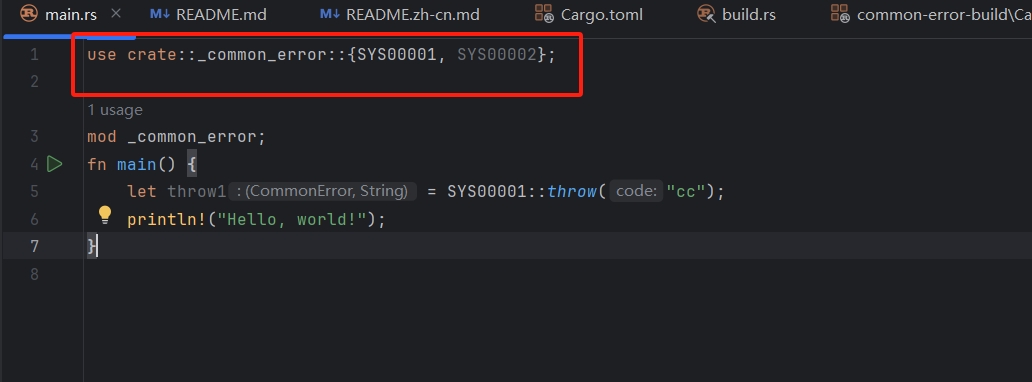 main.rs README.md README.zh-cn.md Cargo.toml build.rs common-error-build\Ca
1 use crate::_common_error::{SYS00001, SYS00002};
2
1 usage
3 mod _common_error;
4 fn main() {
5 let throw1 : (CommonError, String) = SYS00001::throw( code: "cc");
6 println!("Hello, world!");
7 }
8